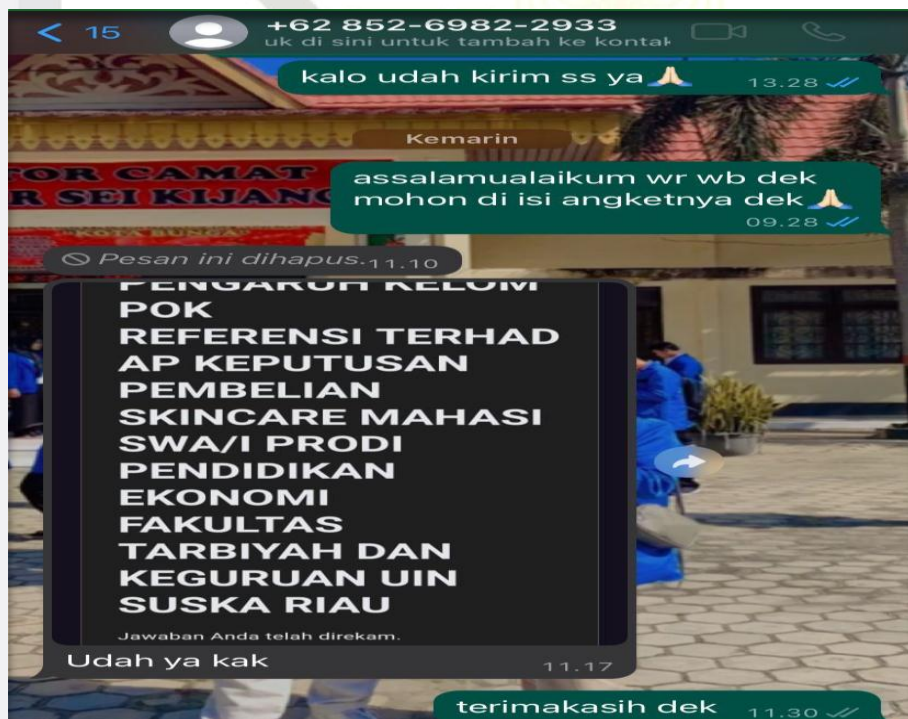 15
+62 852-6982-2933
uk di sini untuk tambah ke kontak
kalo udah kirim ss ya🙏🏻 13.28
Kemarin
TOR CAMAT
R SEI KIJANG
"KOTA BUNGA"
assalamualaikum wr wb dek
mohon di isi angketnya dek🙏🏻
09.28
Pesan ini dihapus. 11.10
PENGARUH KELOM
POK
REFERENSI TERHAD
AP KEPUTUSAN
PEMBELIAN
SKINCARE MAHASI
SWA/I PRODI
PENDIDIKAN
EKONOMI
FAKULTAS
TARBIYAH DAN
KEGURUAN UIN
SUSKA RIAU
Jawaban Anda telah direkam.
Udah ya kak 11.17
terimakasih dek 11.30